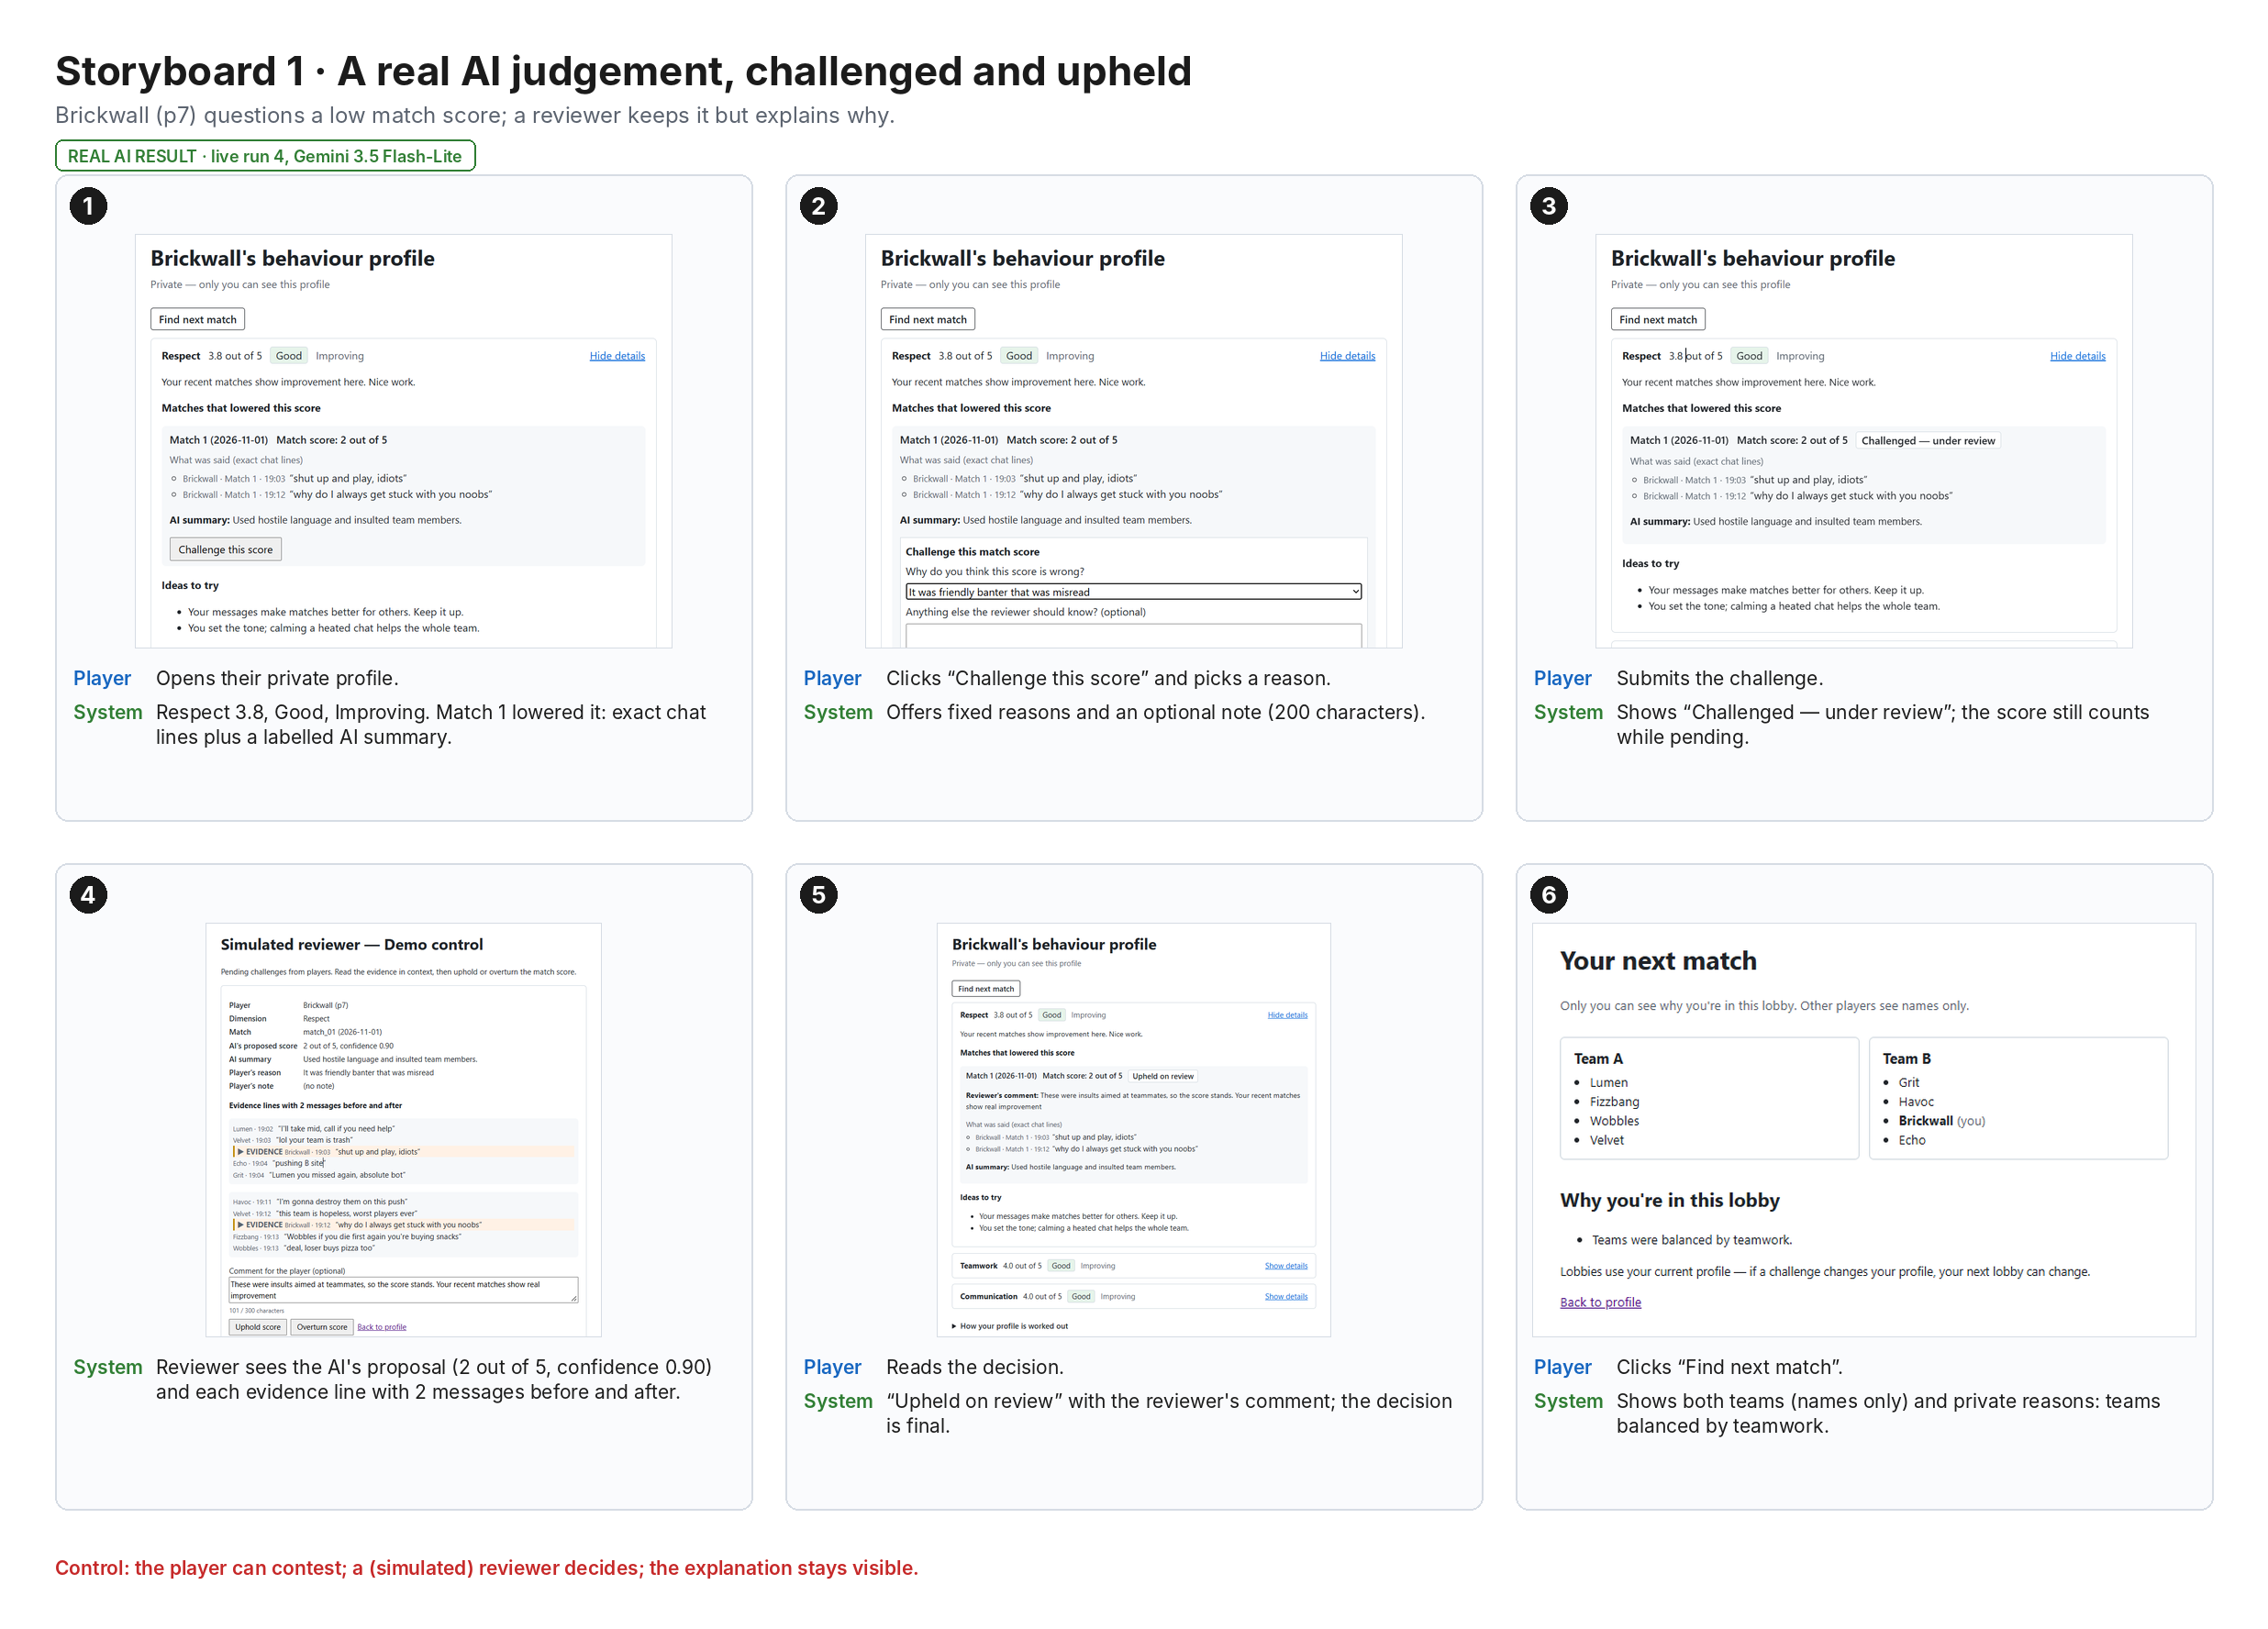 Storyboard 1 · A real AI judgement, challenged and upheld
Brickwall (p7) questions a low match score; a reviewer keeps it but explains why.
REAL AI RESULT · live run 4, Gemini 3.5 Flash-Lite
1
Brickwall's behaviour profile
Private — only you can see this profile
Find next match
Respect 3.8 out of 5 Good Improving Hide details
Your recent matches show improvement here. Nice work.
Matches that lowered this score
Match 1 (2026-11-01) Match score: 2 out of 5
What was said (exact chat lines)
Brickwall · Match 1 · 19:03 "shut up and play, idiots"
Brickwall · Match 1 · 19:12 "why do I always get stuck with you noobs"
AI summary: Used hostile language and insulted team members.
Challenge this score
Ideas to try
• Your messages make matches better for others. Keep it up.
• You set the tone; calming a heated chat helps the whole team.
Player Opens their private profile.
System Respect 3.8, Good, Improving. Match 1 lowered it: exact chat
lines plus a labelled AI summary.
2
Brickwall's behaviour profile
Private — only you can see this profile
Find next match
Respect 3.8 out of 5 Good Improving Hide details
Your recent matches show improvement here. Nice work.
Matches that lowered this score
Match 1 (2026-11-01) Match score: 2 out of 5
What was said (exact chat lines)
Brickwall · Match 1 · 19:03 "shut up and play, idiots"
Brickwall · Match 1 · 19:12 "why do I always get stuck with you noobs"
AI summary: Used hostile language and insulted team members.
Challenge this match score
Why do you think this score is wrong?
It was friendly banter that was misread
Anything else the reviewer should know? (optional)
Player Clicks “Challenge this score” and picks a reason.
System Offers fixed reasons and an optional note (200 characters).
3
Brickwall's behaviour profile
Private — only you can see this profile
Find next match
Respect 3.8 out of 5 Good Improving Hide details
Your recent matches show improvement here. Nice work.
Matches that lowered this score
Match 1 (2026-11-01) Match score: 2 out of 5 Challenged — under review
What was said (exact chat lines)
Brickwall · Match 1 · 19:03 "shut up and play, idiots"
Brickwall · Match 1 · 19:12 "why do I always get stuck with you noobs"
AI summary: Used hostile language and insulted team members.
Ideas to try
• Your messages make matches better for others. Keep it up.
• You set the tone; calming a heated chat helps the whole team.
Player Submits the challenge.
System Shows “Challenged — under review”; the score still counts
while pending.
4
Simulated reviewer — Demo control
Pending challenges from players. Read the evidence in context, then uphold or overturn the match score.
Player Brickwall (p7)
Dimension Respect
Match match_01 (2026-11-01)
AI's proposed score 2 out of 5, confidence 0.90
AI summary Used hostile language and insulted team members.
Player's reason It was friendly banter that was misread
Player's note (no note)
Evidence lines with 2 messages before and after
Lumen · 19:02 "I'll take mid, call if you need help"
Velvet · 19:03 "lol your team is trash"
▶ EVIDENCE Brickwall · 19:03 "shut up and play, idiots"
Echo · 19:04 "pushing B site"
Grit · 19:04 "Lumen you missed again, absolute bot"
Havoc · 19:11 "I'm gonna destroy them on this push"
Velvet · 19:12 "this team is hopeless, worst players ever"
▶ EVIDENCE Brickwall · 19:12 "why do I always get stuck with you noobs"
Fizzbang · 19:13 "Wobbles if you die first again you're buying snacks"
Wobbles · 19:13 "deal, loser buys pizza too"
Comment for the player (optional)
These were insults aimed at teammates, so the score stands. Your recent matches show real
improvement
101 / 300 characters
Uphold score Overturn score Back to profile
System Reviewer sees the AI's proposal (2 out of 5, confidence 0.90)
and each evidence line with 2 messages before and after.
5
Brickwall's behaviour profile
Private — only you can see this profile
Find next match
Respect 3.8 out of 5 Good Improving Hide details
Your recent matches show improvement here. Nice work.
Matches that lowered this score
Match 1 (2026-11-01) Match score: 2 out of 5 Upheld on review
Reviewer's comment: These were insults aimed at teammates, so the score stands. Your recent matches
show real improvement
What was said (exact chat lines)
Brickwall · Match 1 · 19:03 "shut up and play, idiots"
Brickwall · Match 1 · 19:12 "why do I always get stuck with you noobs"
AI summary: Used hostile language and insulted team members.
Ideas to try
• Your messages make matches better for others. Keep it up.
• You set the tone; calming a heated chat helps the whole team.
Teamwork 4.0 out of 5 Good Improving Show details
Communication 4.0 out of 5 Good Improving Show details
▶ How your profile is worked out
Player Reads the decision.
System “Upheld on review” with the reviewer's comment; the decision
is final.
6
Your next match
Only you can see why you're in this lobby. Other players see names only.
Team A
• Lumen
• Fizzbang
• Wobbles
• Velvet
Team B
• Grit
• Havoc
• Brickwall (you)
• Echo
Why you're in this lobby
• Teams were balanced by teamwork.
Lobbies use your current profile — if a challenge changes your profile, your next lobby can change.
Back to profile
Player Clicks “Find next match”.
System Shows both teams (names only) and private reasons: teams
balanced by teamwork.
Control: the player can contest; a (simulated) reviewer decides; the explanation stays visible.